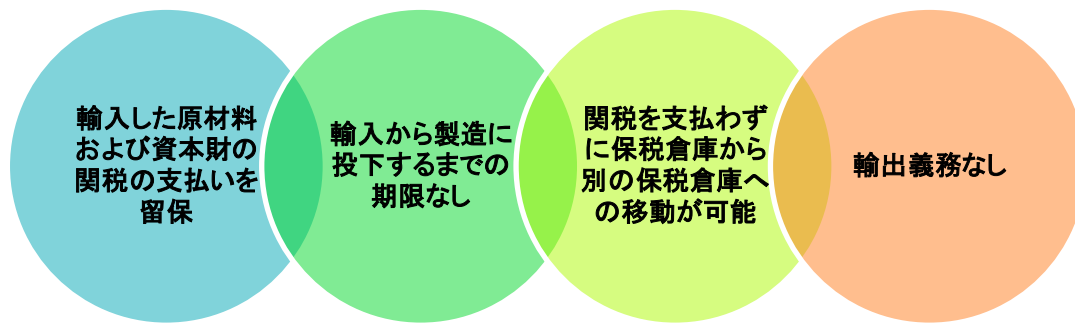 輸入した原材料
および資本財の
関税の支払いを
留保
輸入から製造に
投下するまでの
期限なし
関税を支払わず
に保税倉庫から
別の保税倉庫へ
の移動が可能
輸出義務なし